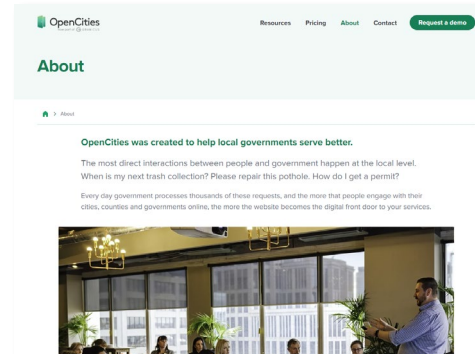 OpenCities
Resources Pricing About Contact Request a demo
About
> About
OpenCities was created to help local governments serve better.
The most direct interactions between people and government happen at the local level.
When is my next trash collection? Please repair this pothole. How do I get a permit?
Every day government processes thousands of these requests, and the more that people engage with their
cities, counties and governments online, the more the website becomes the digital front door to your services.